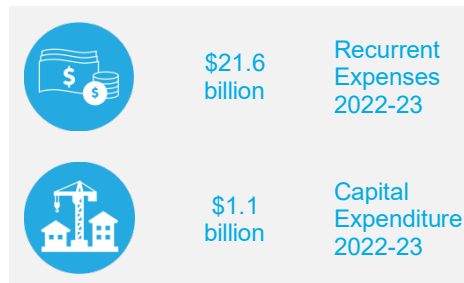 $
$
$21.6
billion
Recurrent
Expenses
2022-23
$1.1
billion
Capital
Expenditure
2022-23